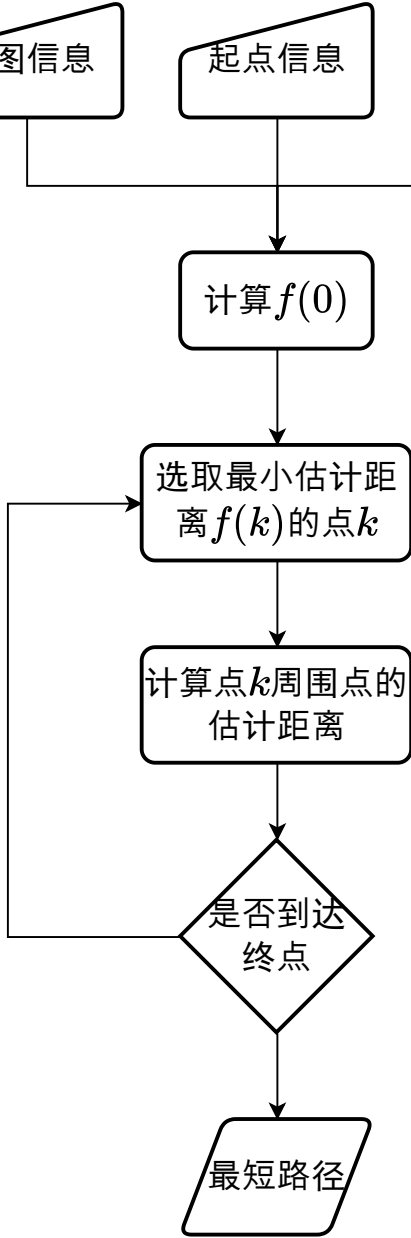 图信息
起点信息
计算f(0)
选取最小估计距
离f(k)的点k
计算点k周围点的
估计距离
是否到达
终点
最短路径